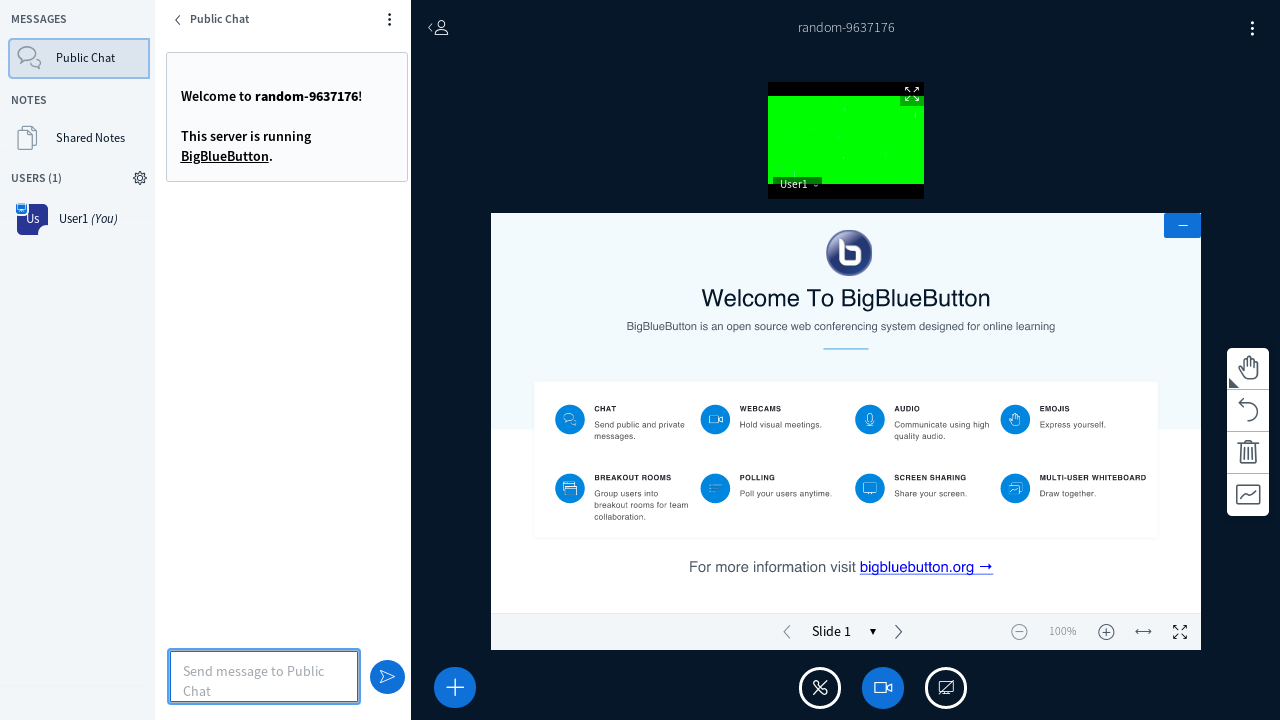 MESSAGES
Public Chat
NOTES
Shared Notes
USERS (1)
Us
User1 (You)
Public Chat
Welcome to random-9637176!
This server is running
BigBlueButton.
Send message to Public
Chat
random-9637176
User1
Welcome To BigBlueButton
BigBlueButton is an open source web conferencing system designed for online learning
CHAT
Send public and private
messages.
WEBCAMS
Hold visual meetings.
AUDIO
Communicate using high
quality audio.
EMOJIS
Express yourself.
BREAKOUT ROOMS
Group users into
breakout rooms for team
collaboration.
POLLING
Poll your users anytime.
SCREEN SHARING
Share your screen.
MULTI-USER WHITEBOARD
Draw together.
For more information visit bigbluebutton.org →
Slide 1
100%